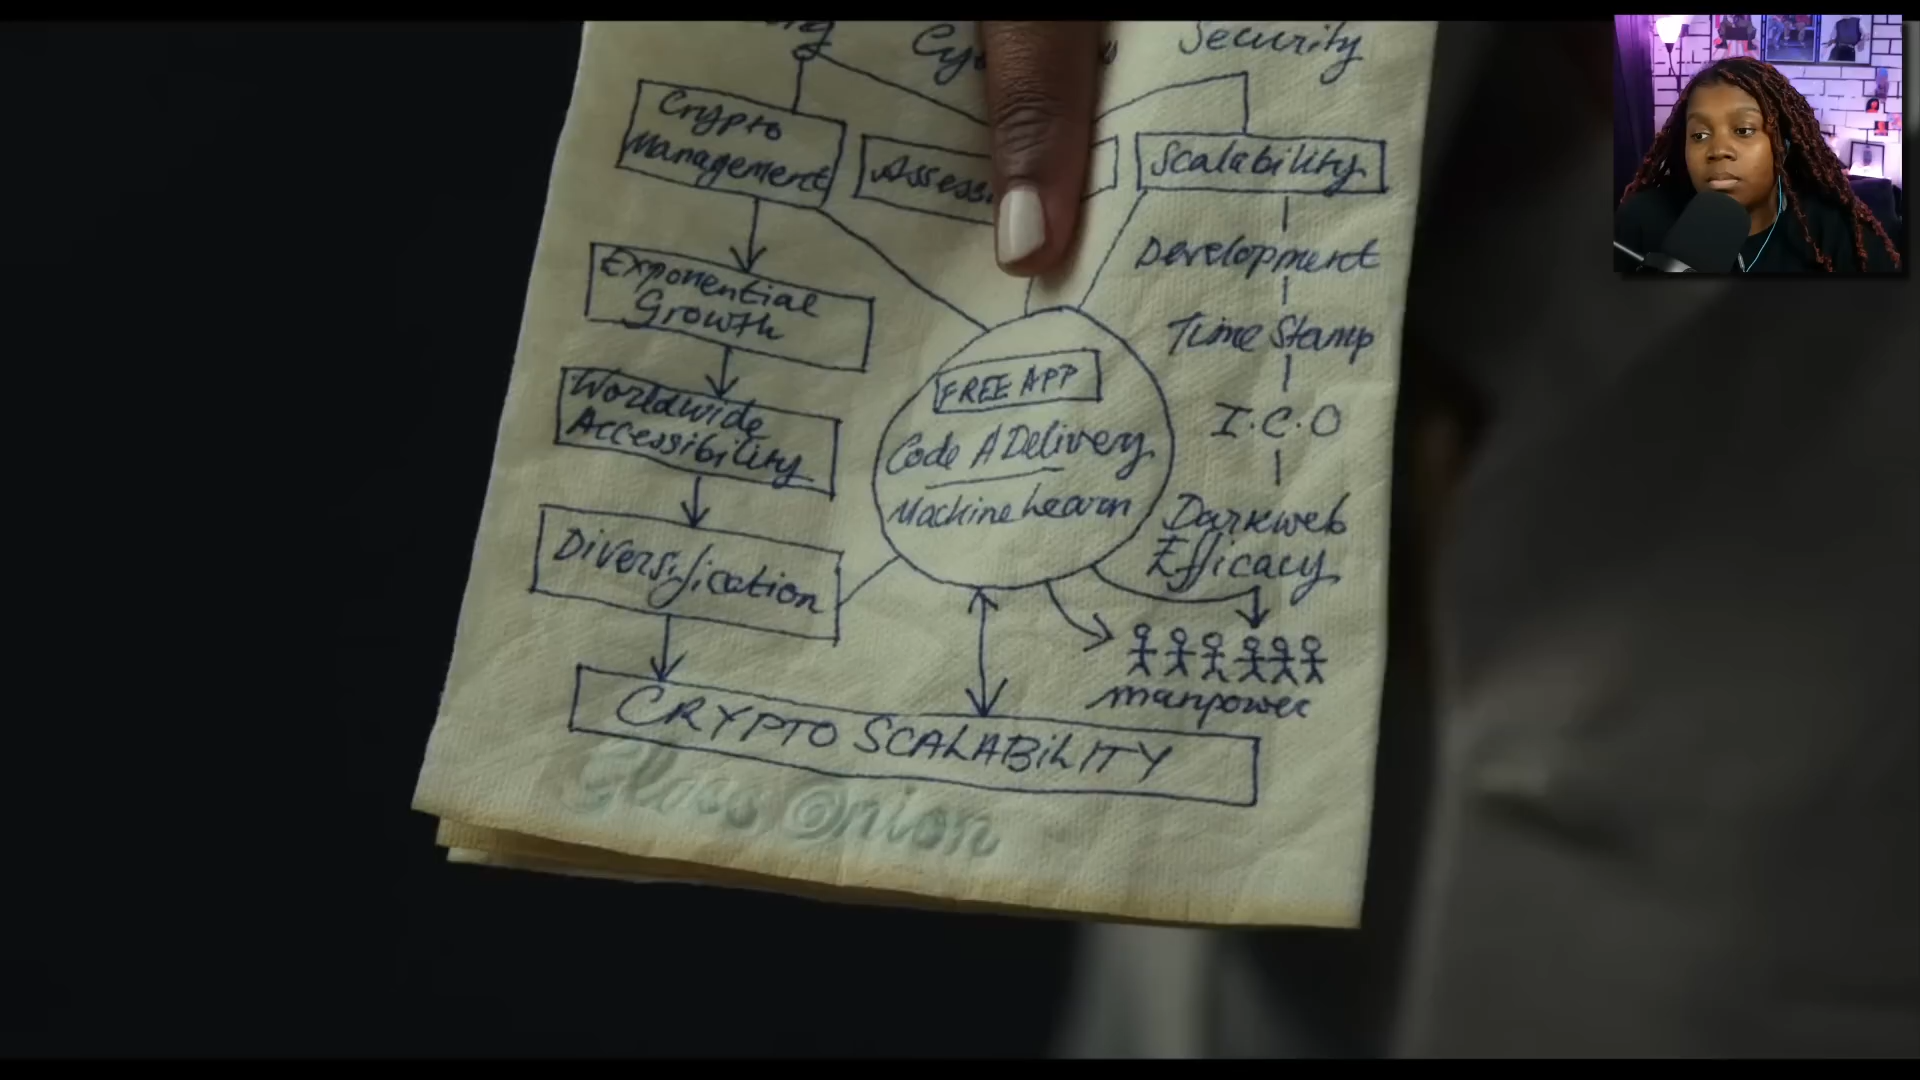 Security
Crypto
Management
Scalability
Development
Exponential
Growth
Time Stamp
FREE APP
Worldwide
Accessibility
I.C.O
Code A Delivery
Machine Learn
Darkweb
Efficacy
Diversification
manpower
CRYPTO SCALABILITY
Glass Onion